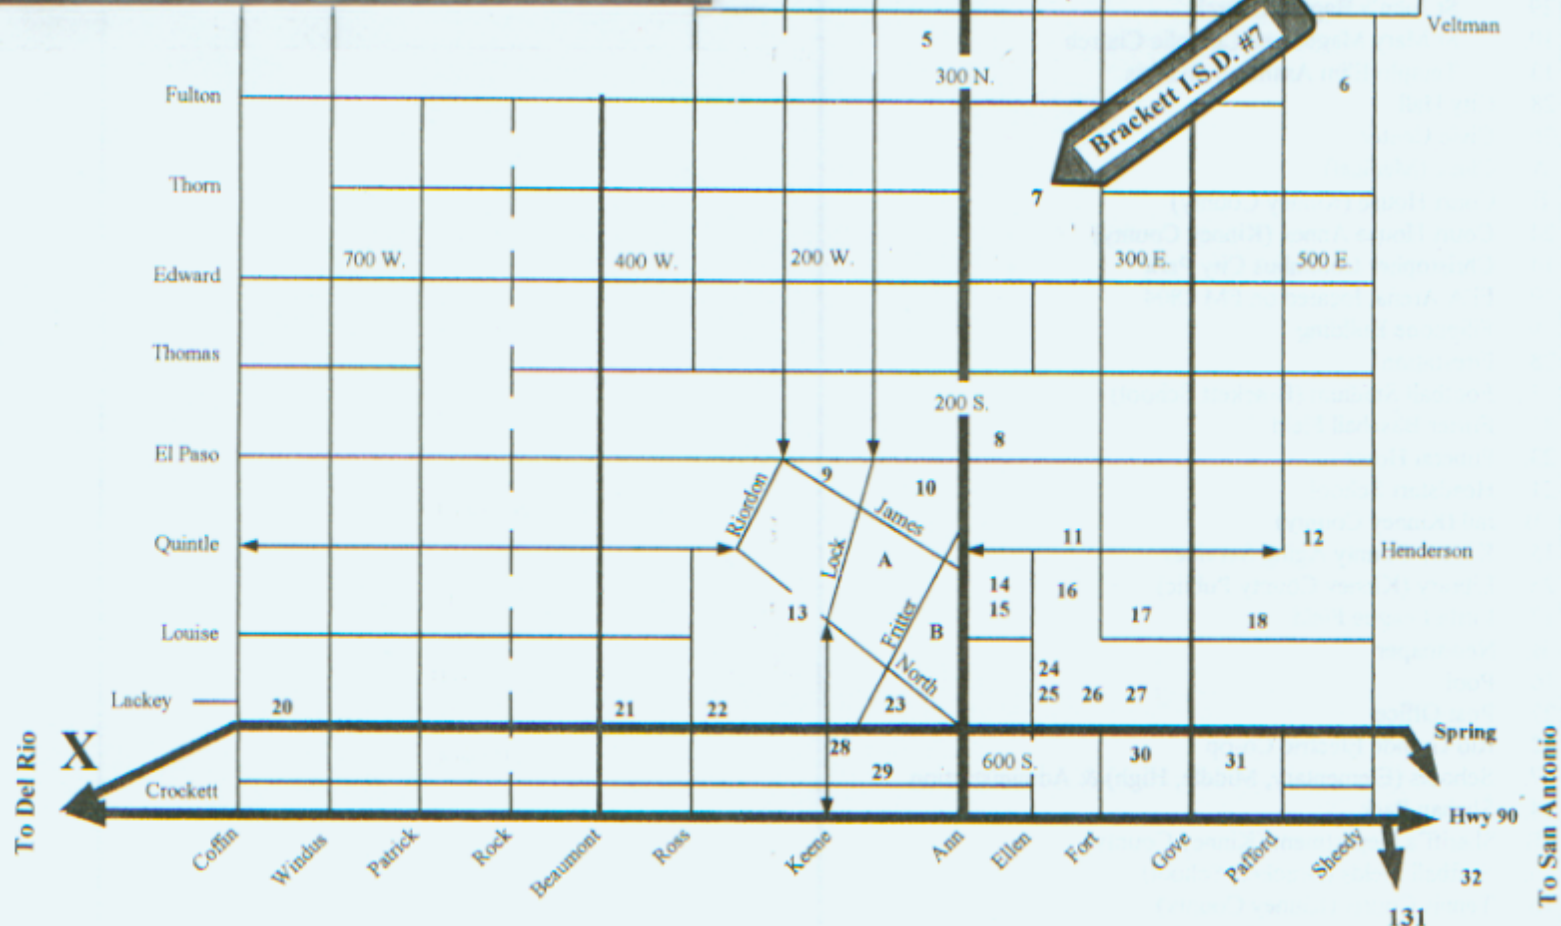 Veltman
5
300 N.
Brackett I.S.D. #7
6
Fulton
Thorn
7
700 W.
400 W.
200 W.
300 E.
500 E.
Edward
Thomas
200 S.
8
El Paso
9
10
Riordon
James
Quintle
Lock
A
11
12
Henderson
14
16
13
15
17
18
Louise
Fritter
B
North
24
25
26
27
Lackey
20
21
22
23
To Del Rio
X
28
29
600 S.
30
31
Spring
To San Antonio
Crockett
Hwy 90
Coffin
Windus
Patrick
Rock
Beaumont
Ross
Keene
Ann
Ellen
Fort
Gove
Pafford
Sheedy
32
131